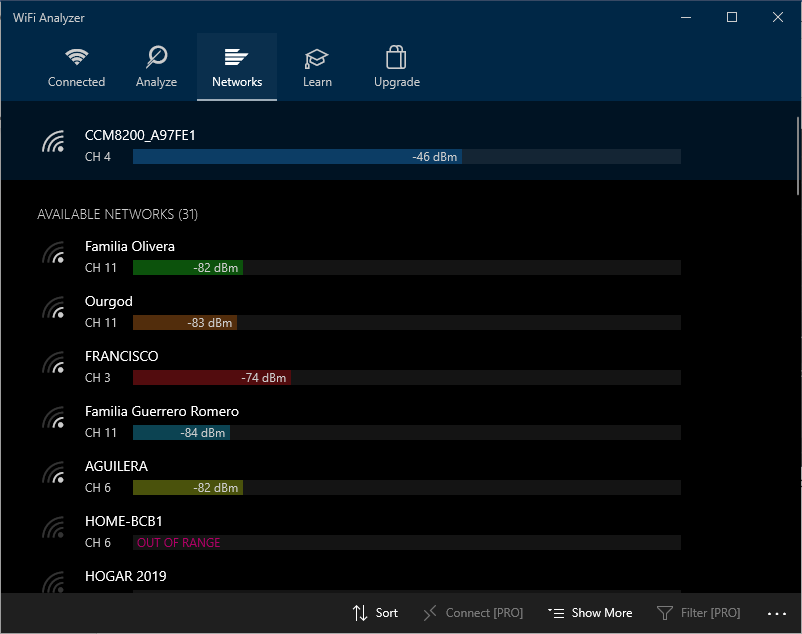 WiFi Analyzer
Connected Analyze Networks Learn Upgrade
CCM8200_A97FE1
CH 4 -46 dBm
AVAILABLE NETWORKS (31)
Familia Olivera
CH 11 -82 dBm
Ourgod
CH 11 -83 dBm
FRANCISCO
CH 3 -74 dBm
Familia Guerrero Romero
CH 11 -84 dBm
AGUILERA
CH 6 -82 dBm
HOME-BCB1
CH 6 OUT OF RANGE
HOGAR 2019
Sort Connect [PRO] Show More Filter [PRO]